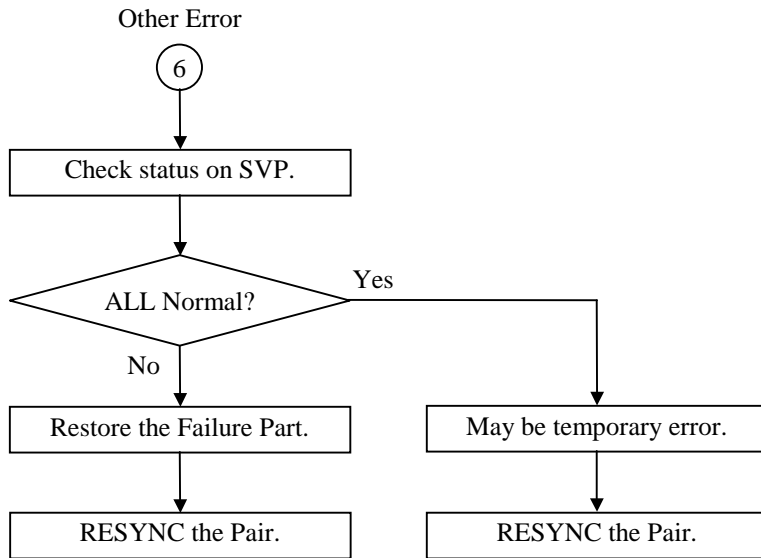 Other Error
6
Check status on SVP.
ALL Normal?
Yes
No
Restore the Failure Part.
May be temporary error.
RESYNC the Pair.
RESYNC the Pair.